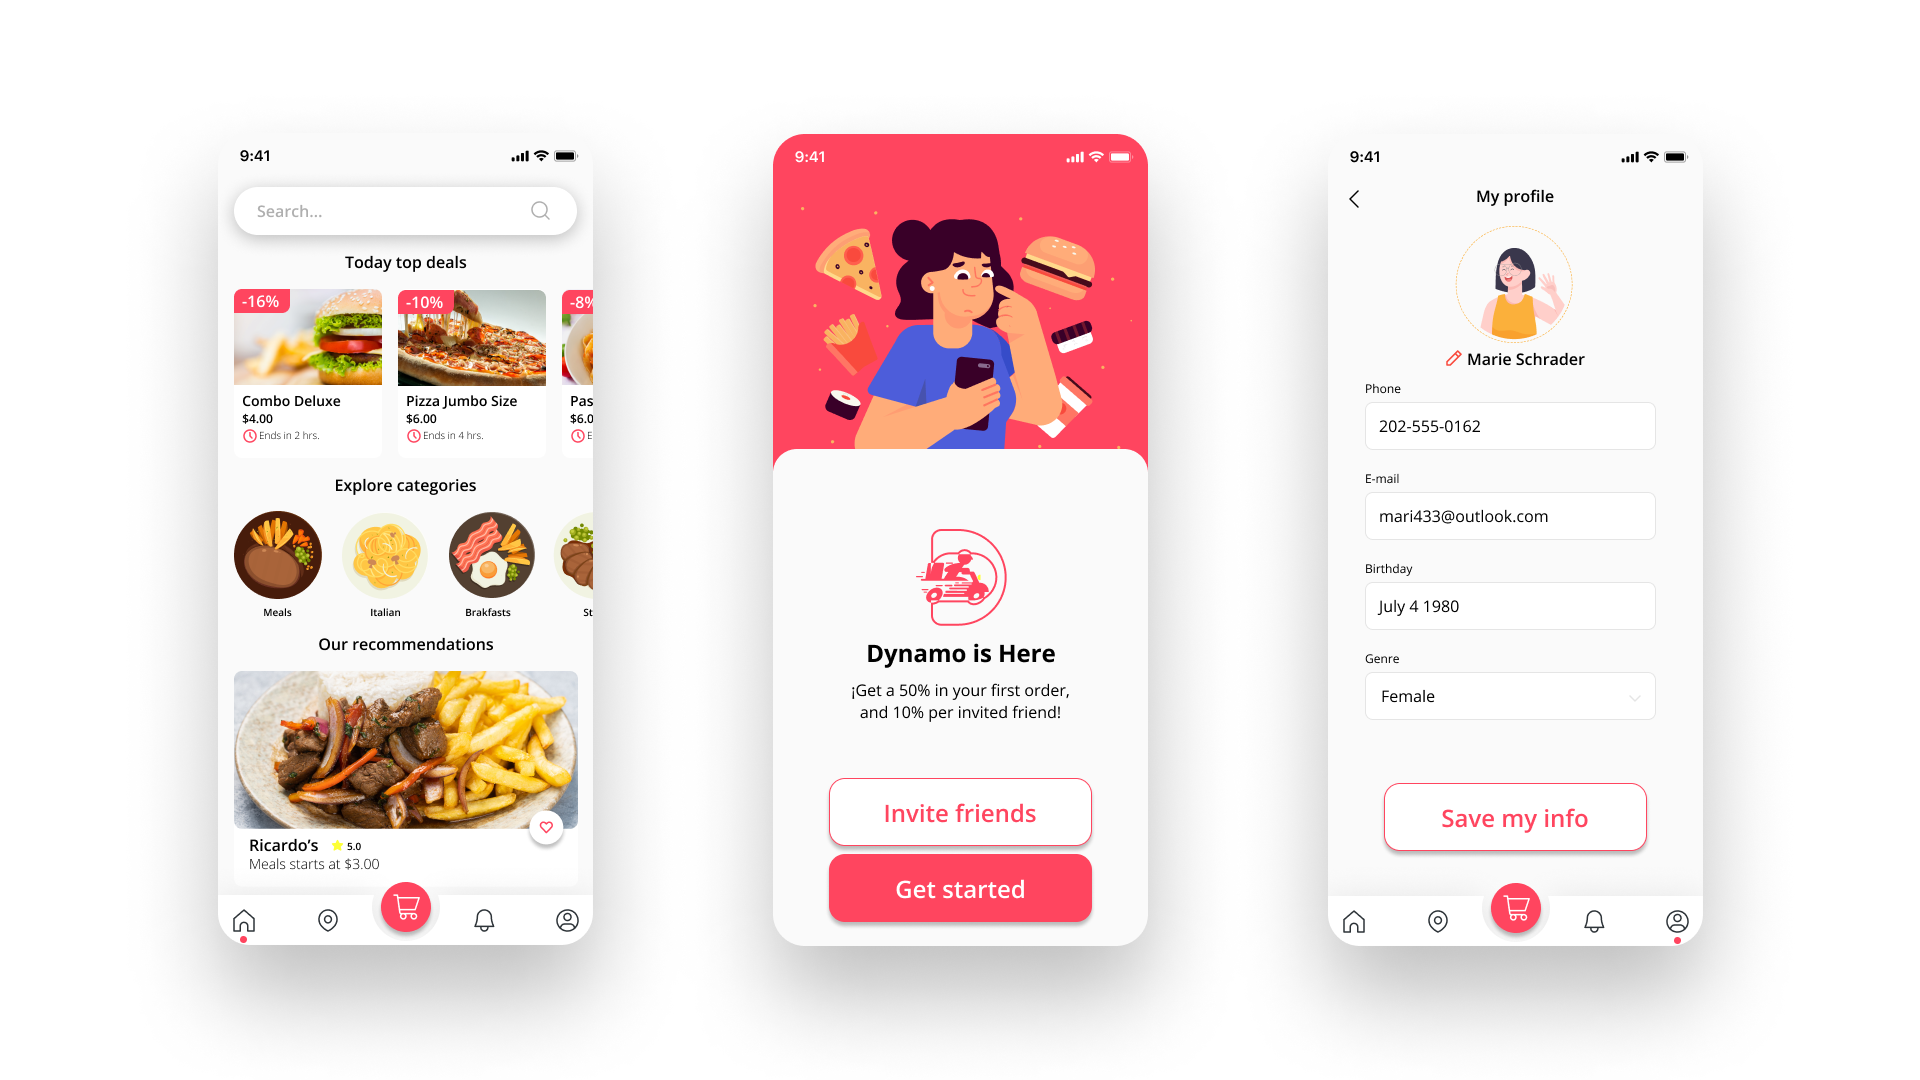 9:41
Search...
Today top deals
-16%
-10%
-8%
Combo Deluxe
$4.00
Ends in 2 hrs.
Pizza Jumbo Size
$6.00
Ends in 4 hrs.
Pas
$6.0
E
Explore categories
Meals
Italian
Brakfasts
St
Our recommendations
Ricardo’s
5.0
Meals starts at $3.00
9:41
Dynamo is Here
¡Get a 50% in your first order,
and 10% per invited friend!
Invite friends
Get started
9:41
My profile
Marie Schrader
Phone
202-555-0162
E-mail
mari433@outlook.com
Birthday
July 4 1980
Genre
Female
Save my info